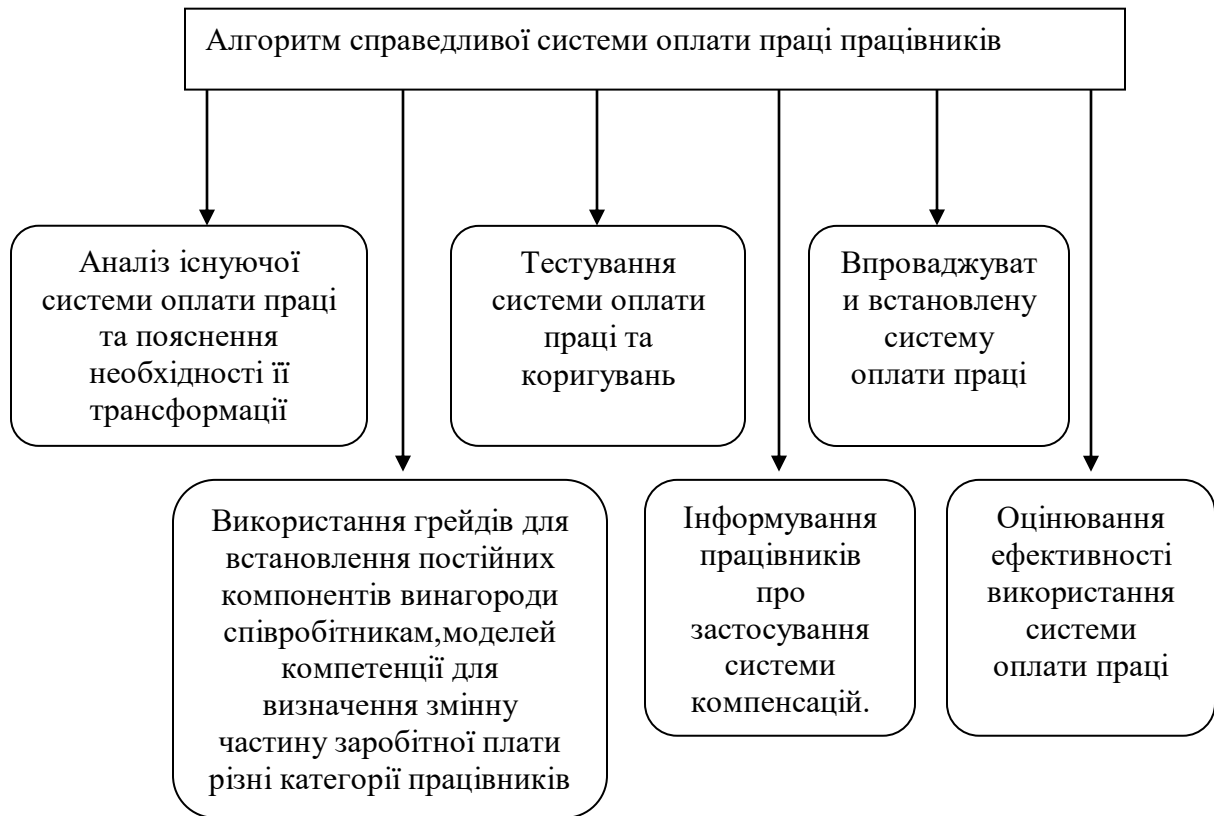 Алгоритм справедливої системи оплати праці працівників
Аналіз існуючої
системи оплати праці
та пояснення
необхідності її
трансформації
Використання грейдів для
встановлення постійних
компонентів винагороди
співробітникам,моделей
компетенції для
визначення змінну
частину заробітної плати
різні категорії працівників
Тестування
системи оплати
праці та
коригувань
Інформування
працівників
про
застосування
системи
компенсацій.
Впроваджуват
и встановлену
систему
оплати праці
Оцінювання
ефективності
використання
системи
оплати праці